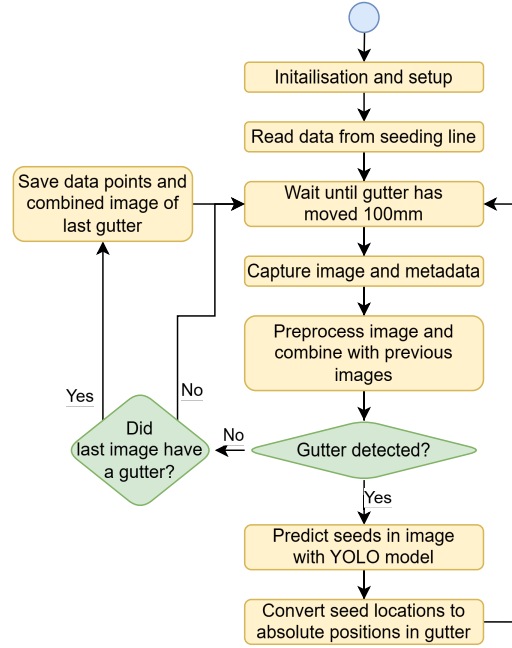 Initailisation and setup
Read data from seeding line
Save data points and
combined image of
last gutter
Wait until gutter has
moved 100mm
Capture image and metadata
Preprocess image and
combine with previous
images
Yes
No
Did
last image have
a gutter?
No
Gutter detected?
Yes
Predict seeds in image
with YOLO model
Convert seed locations to
absolute positions in gutter